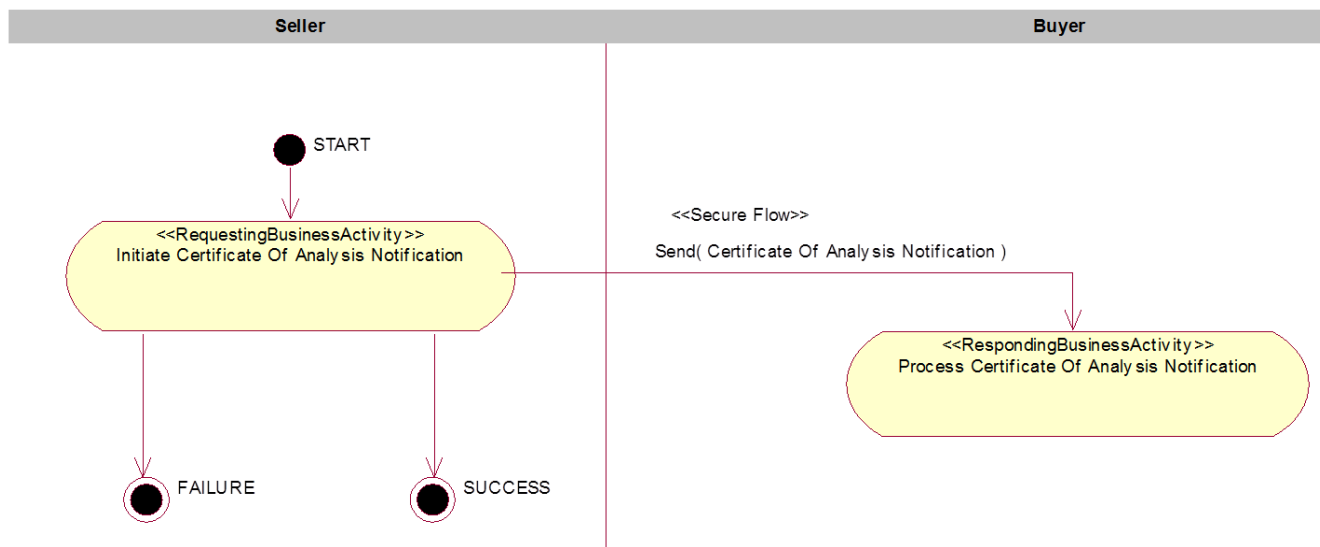 Seller
Buyer
START
<<RequestingBusinessActivity>>
Initiate Certificate Of Analysis Notification
<<Secure Flow>>
Send( Certificate Of Analysis Notification )
<<RespondingBusinessActivity>>
Process Certificate Of Analysis Notification
FAILURE
SUCCESS